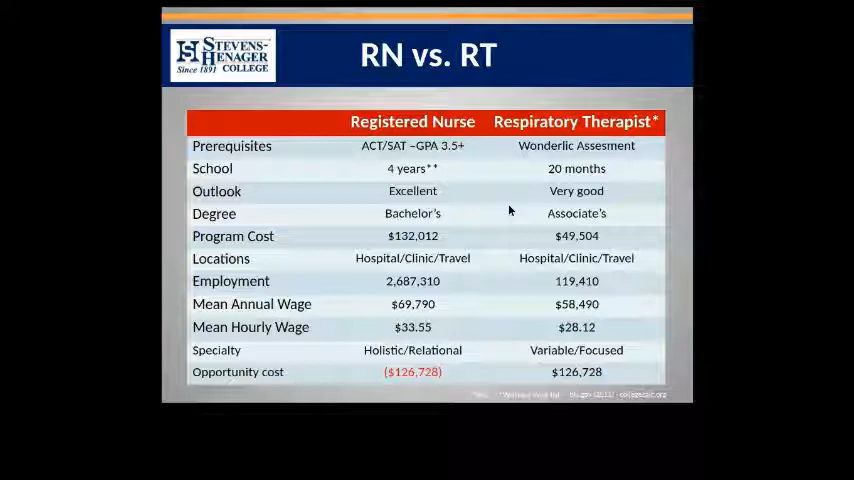 STEVENS-
HENAGER
COLLEGE
Since 1891
RN vs. RT
Registered Nurse Respiratory Therapist*
Prerequisites ACT/SAT –GPA 3.5+ Wonderlic Assesment
School 4 years** 20 months
Outlook Excellent Very good
Degree Bachelor's Associate's
Program Cost $132,012 $49,504
Locations Hospital/Clinic/Travel Hospital/Clinic/Travel
Employment 2,687,310 119,410
Mean Annual Wage $69,790 $58,490
Mean Hourly Wage $33.55 $28.12
Specialty Holistic/Relational Variable/Focused
Opportunity cost ($126,728) $126,728